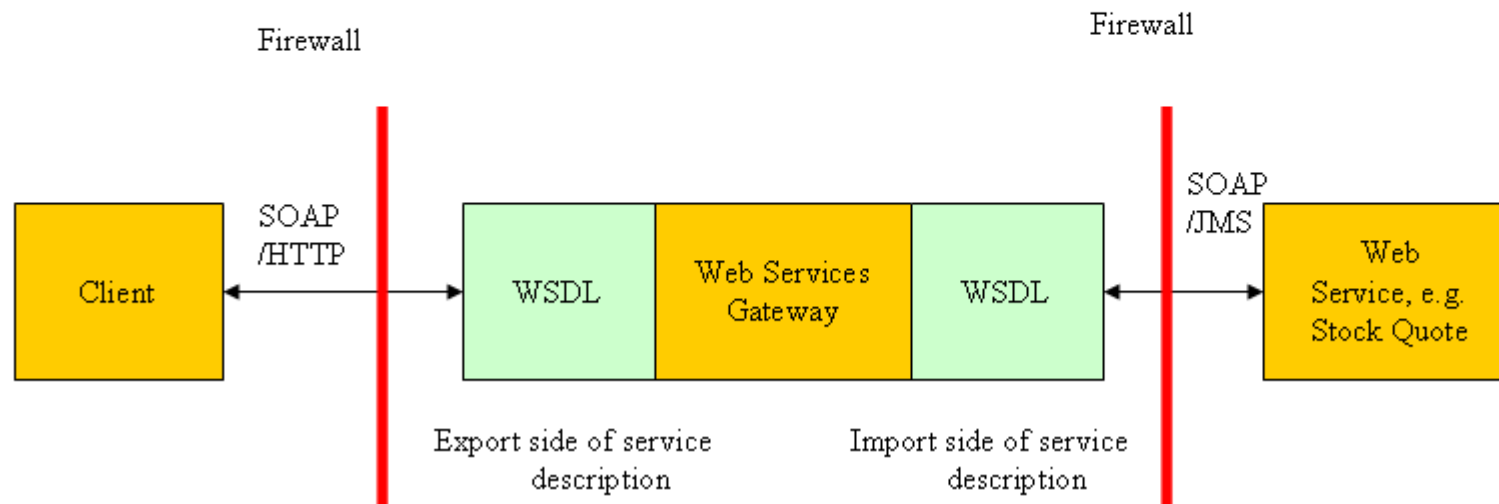 Firewall
Firewall
Client
SOAP
/HTTP
WSDL
Web Services
Gateway
WSDL
SOAP
/JMS
Web
Service, e.g.
Stock Quote
Export side of service
description
Import side of service
description